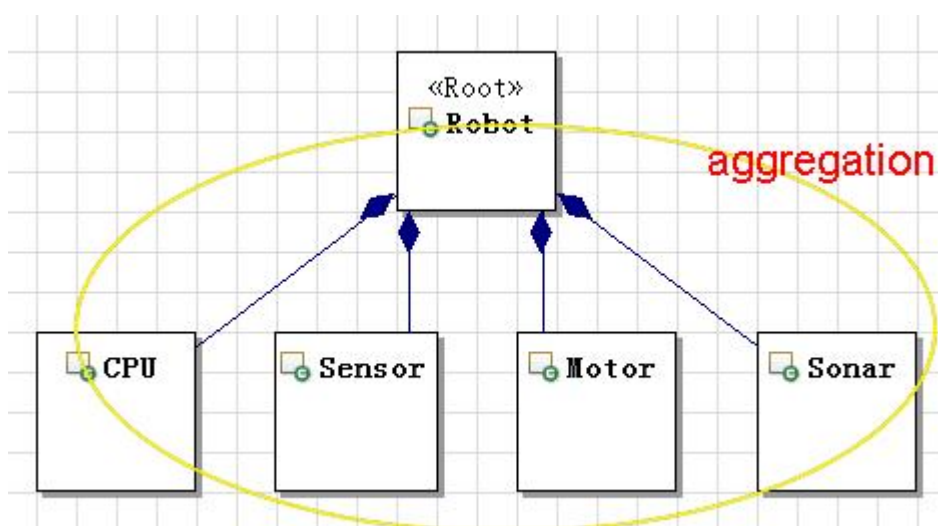 «Root»
Robot
aggregation
CPU
Sensor
Motor
Sonar